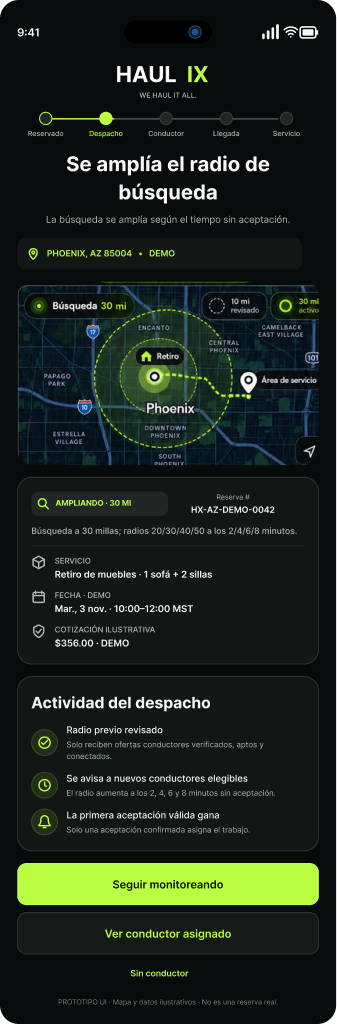 9:41
HAUL IX
WE HAUL IT ALL.
Reservado Despacho Conductor Llegada Servicio
Se amplía el radio de
búsqueda
La búsqueda se amplía según el tiempo sin aceptación.
PHOENIX, AZ 85004 • DEMO
Búsqueda 30 mi
10 mi
revisado
30 mi
activo
17
ENCANTO
CAMELBACK
EAST VILLAGE
CENTRAL
PHOENIX
101
Retiro
PAPAGO
PARK
Área de servicio
10
Phoenix
ESTRELLA
VILLAGE
DOWNTOWN
PHOENIX
SOUTH
PHOENIX
AMPLIANDO · 30 MI
Reserva #
HX-AZ-DEMO-0042
Búsqueda a 30 millas; radios 20/30/40/50 a los 2/4/6/8 minutos.
SERVICIO
Retiro de muebles · 1 sofá + 2 sillas
FECHA · DEMO
Mar., 3 nov. · 10:00–12:00 MST
COTIZACIÓN ILUSTRATIVA
$356.00 · DEMO
Actividad del despacho
Radio previo revisado
Solo reciben ofertas conductores verificados, aptos y
conectados.
Se avisa a nuevos conductores elegibles
El radio aumenta a los 2, 4, 6 y 8 minutos sin aceptación.
La primera aceptación válida gana
Solo una aceptación confirmada asigna el trabajo.
Seguir monitoreando
Ver conductor asignado
Sin conductor
PROTOTIPO UI · Mapa y datos ilustrativos · No es una reserva real.